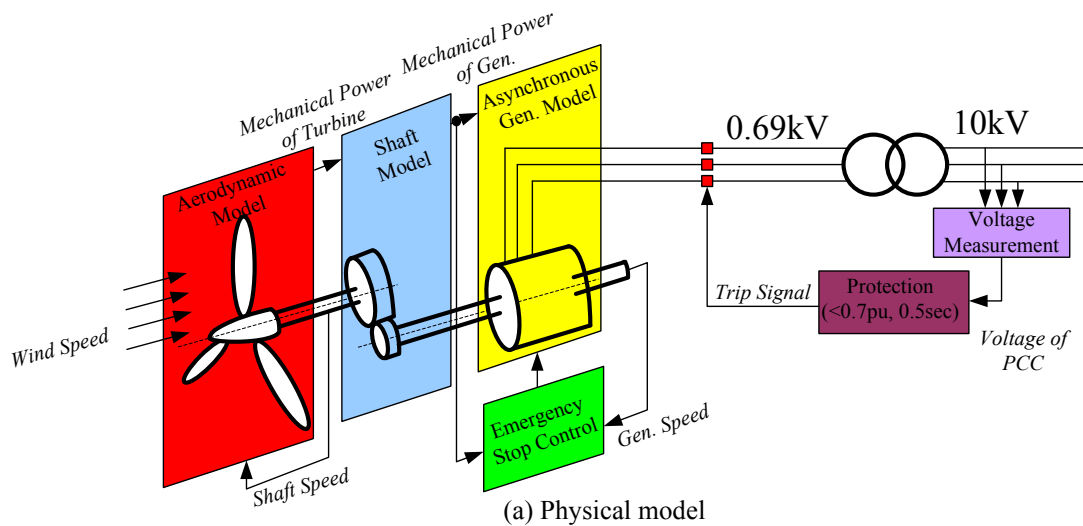 Mechanical Power
of Gen.
Mechanical Power
of Turbine
Asynchronous
Gen. Model
Shaft
Model
Aerodynamic
Model
0.69kV
10kV
Voltage
Measurement
Trip Signal
Protection
(<0.7pu, 0.5sec)
Voltage of
PCC
Wind Speed
Shaft Speed
Emergency
Stop Control
Gen. Speed
(a) Physical model